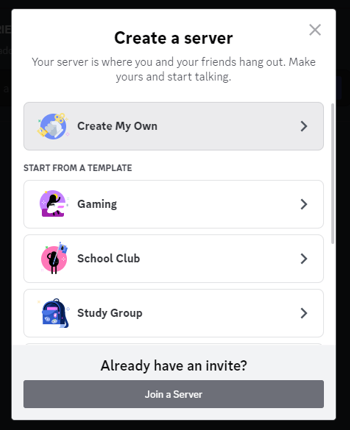 Create a server
Your server is where you and your friends hang out. Make
yours and start talking.
Create My Own
START FROM A TEMPLATE
Gaming
School Club
Study Group
Already have an invite?
Join a Server